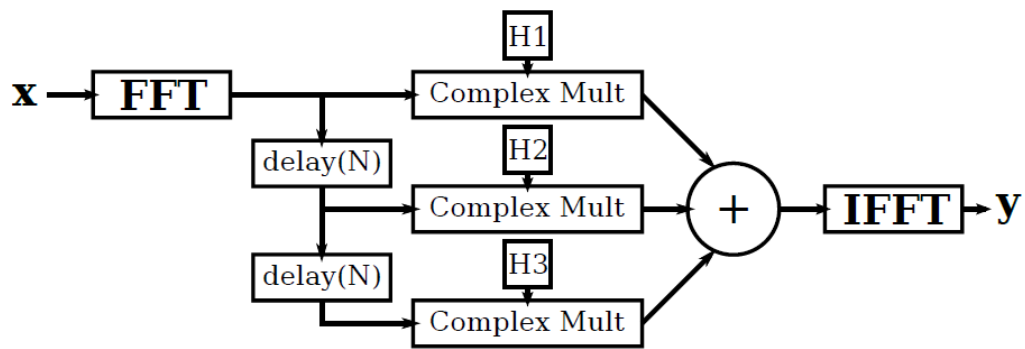 H1
x
FFT
Complex Mult
delay(N)
H2
Complex Mult
+
IFFT
y
delay(N)
H3
Complex Mult